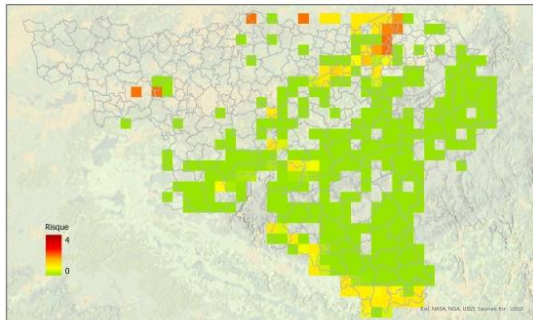 Risque
4
0
Esri, NASA, NGA, USGS, Sources: Esri, USGS